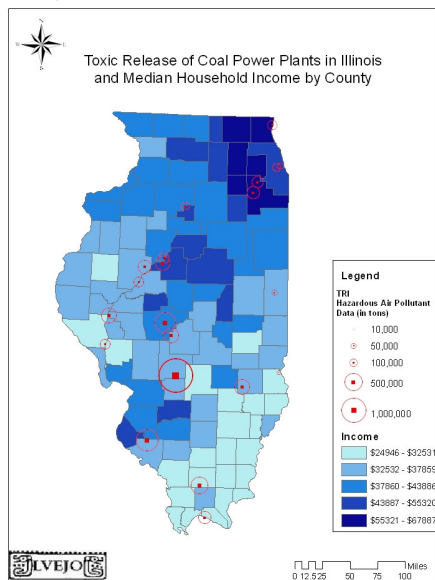 Toxic Release of Coal Power Plants in Illinois
and Median Household Income by County
N
W
E
S
Legend
TRI
Hazardous Air Pollutant
Data (in tons)
10,000
50,000
100,000
500,000
1,000,000
Income
$24946 - $32531
$32532 - $37859
$37860 - $43886
$43887 - $55320
$55321 - $67887
LVEJO
Miles
0 12.5 25 50 75 100